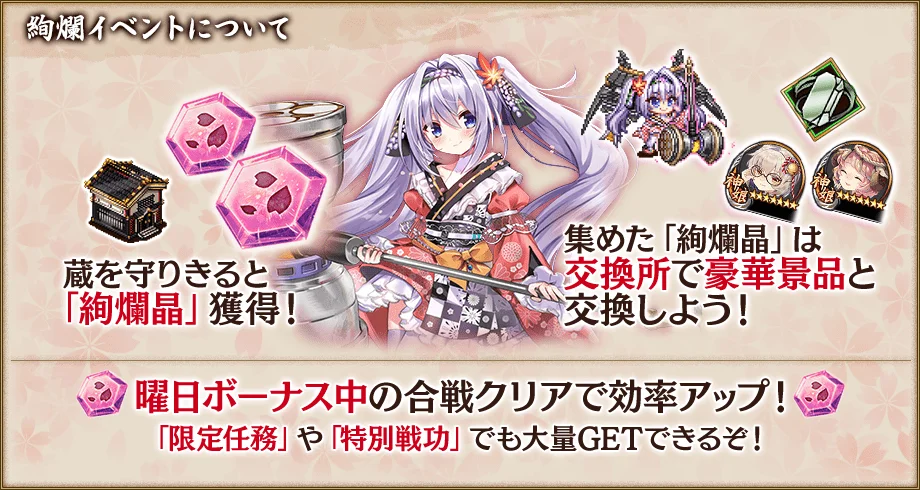 絢爛イベントについて
蔵を守りきると
「絢爛晶」獲得！
神娘
神娘
集めた「絢爛晶」は
交換所で豪華景品と
交換しよう！
曜日ボーナス中の合戦クリアで効率アップ！
「限定任務」や「特別戦功」でも大量GETできるぞ！